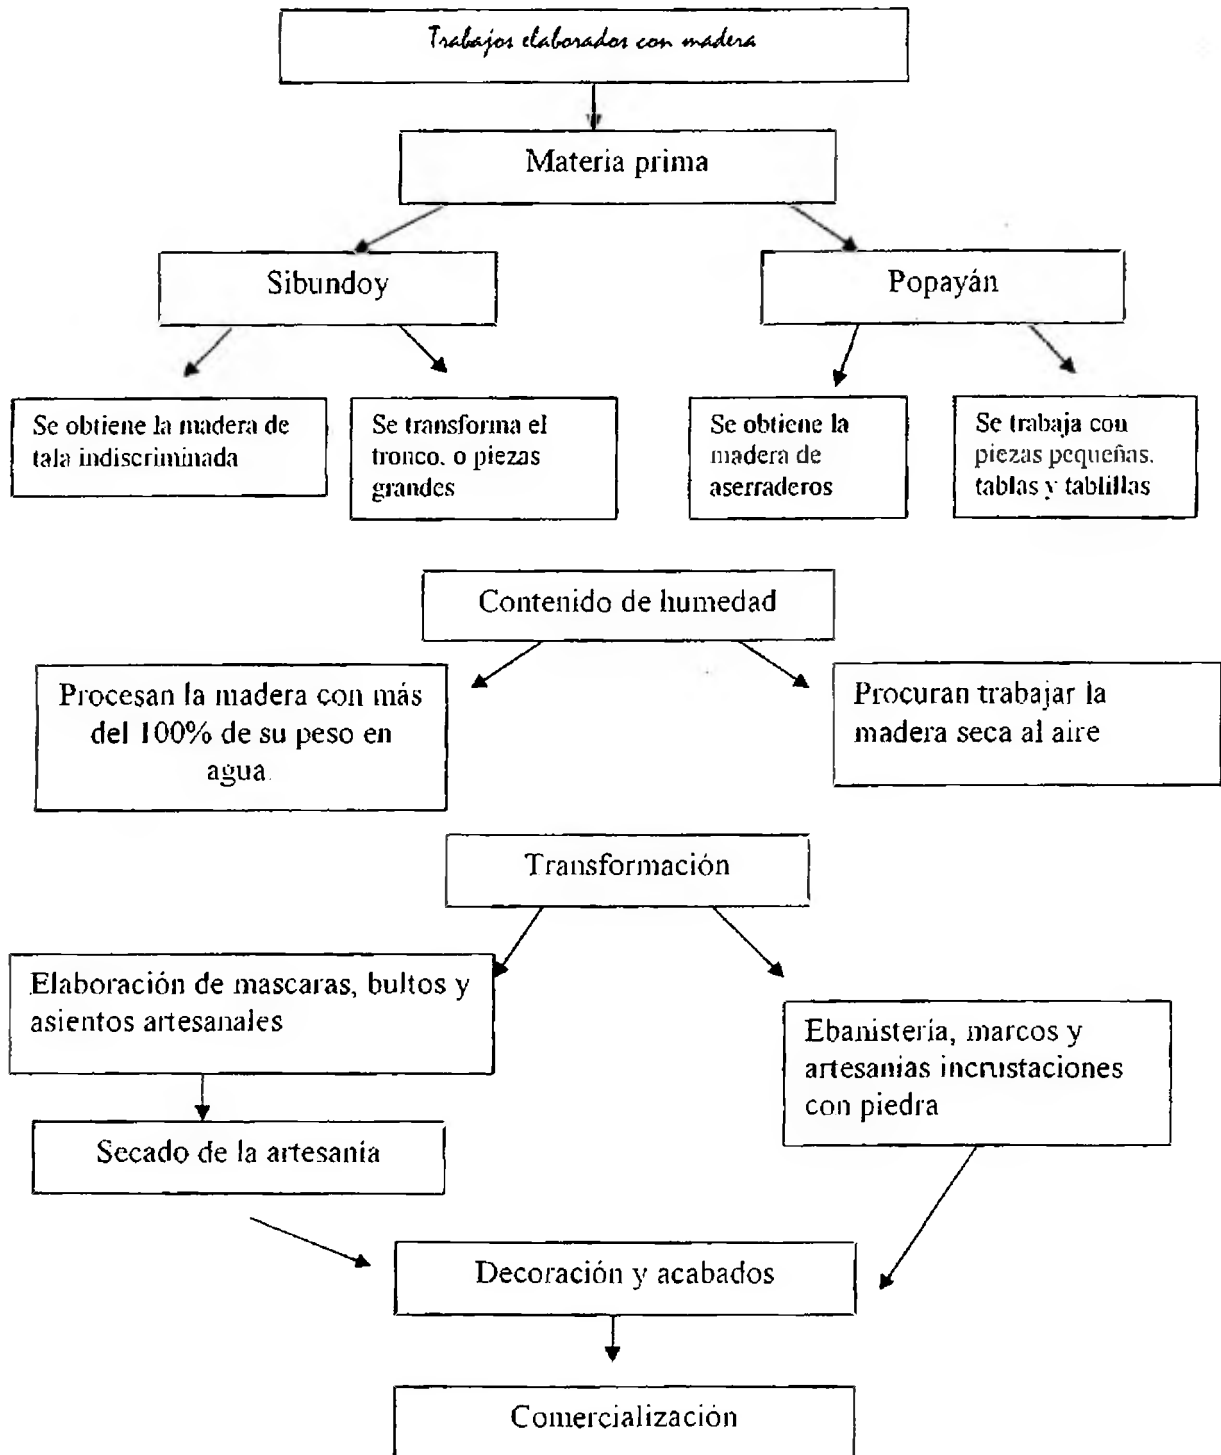 Trabajos elaborados con madera
Materia prima
Sibundoy
Popayán
Se obtiene la madera de
tala indiscriminada
Se transforma el
tronco. o piezas
grandes
Se obtiene la
madera de
aserraderos
Se trabaja con
piezas pequeñas.
tablas y tablillas
Contenido de humedad
Procesan la madera con más
del 100% de su peso en
agua.
Procuran trabajar la
madera seca al aire
Transformación
Elaboración de mascaras, bultos y
asientos artesanales
Ebanistería, marcos y
artesanias incrustaciones
con piedra
Secado de la artesanía
Decoración y acabados
Comercialización